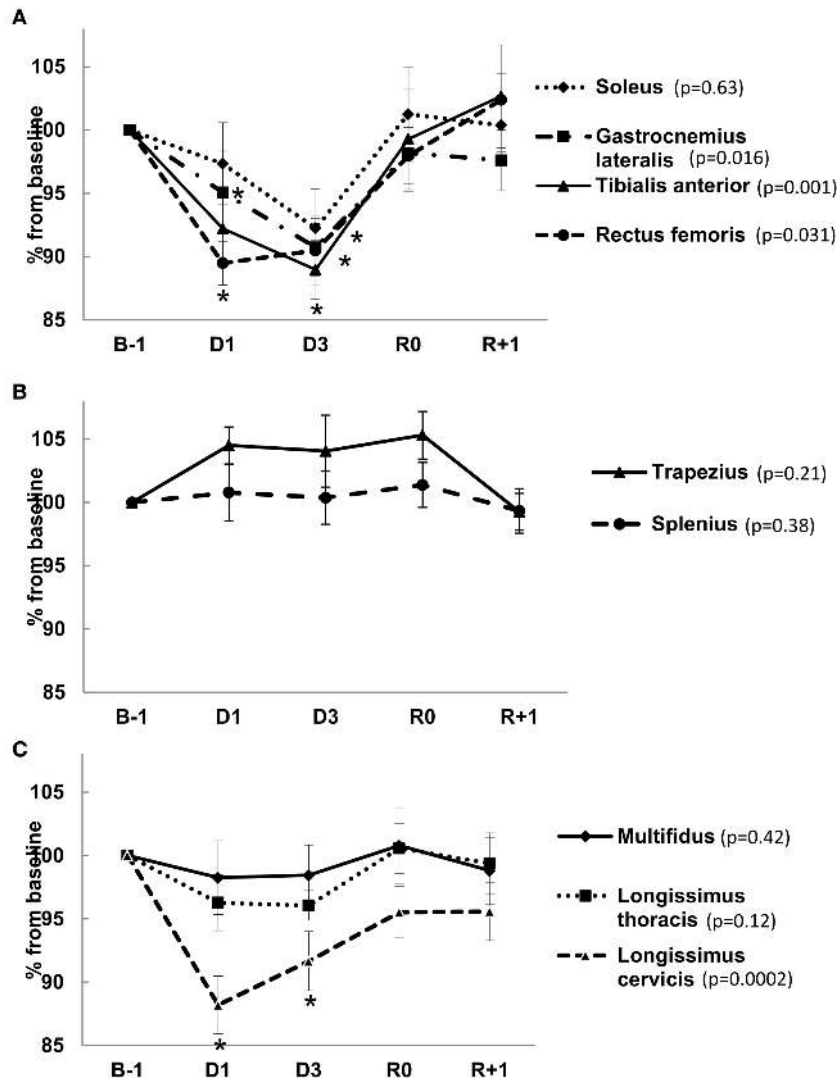 A
105
100
95
90
85
% from baseline
B-1 D1 D3 R0 R+1
* * * * *
Soleus (p=0.63)
Gastrocnemius
lateralis (p=0.016)
Tibialis anterior (p=0.001)
Rectus femoris (p=0.031)
B
105
100
95
90
85
% from baseline
B-1 D1 D3 R0 R+1
Trapezius (p=0.21)
Splenius (p=0.38)
C
105
100
95
90
85
% from baseline
B-1 D1 D3 R0 R+1
* *
Multifidus (p=0.42)
Longissimus
thoracis (p=0.12)
Longissimus
cervicis (p=0.0002)